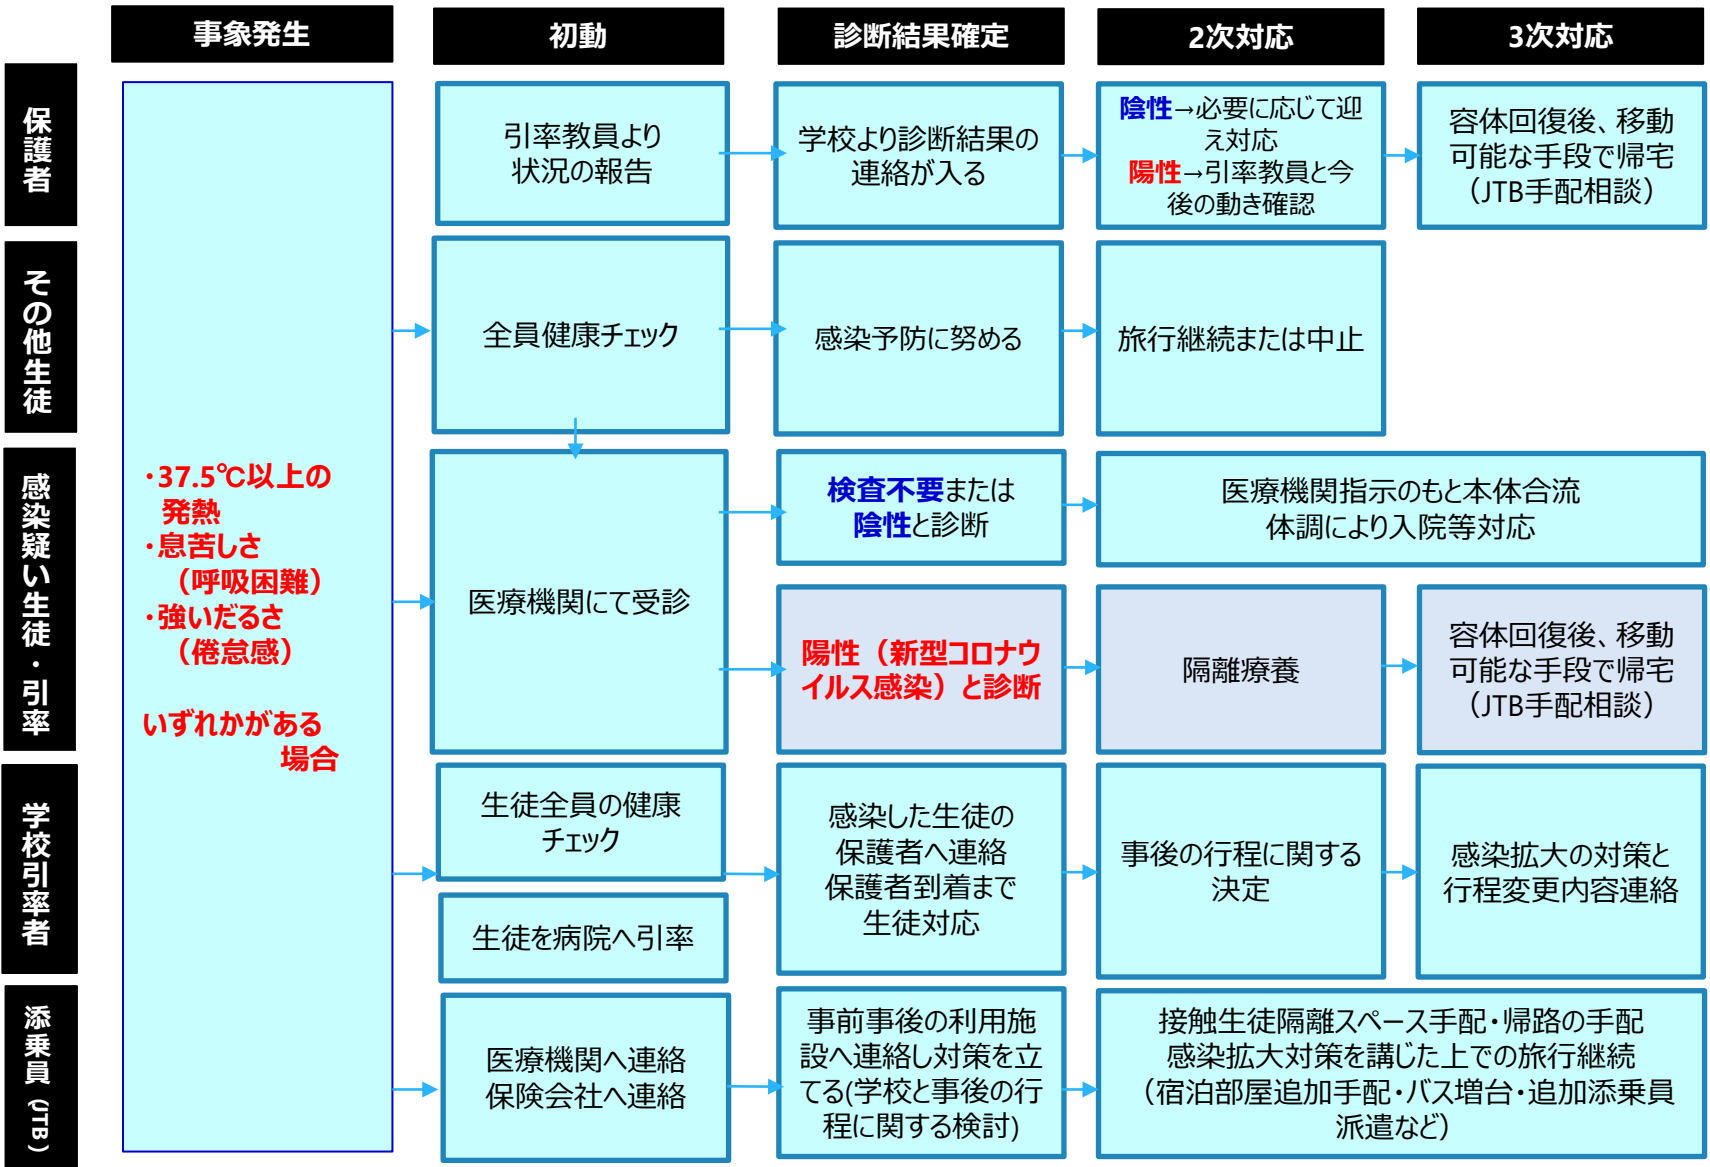 事象発生
初動
診断結果確定
2次対応
3次対応
保護者
引率教員より
状況の報告
学校より診断結果の
連絡が入る
陰性→必要に応じて迎
え対応
陽性→引率教員と今
後の動き確認
容体回復後、移動
可能な手段で帰宅
（JTB手配相談）
その他生徒
全員健康チェック
感染予防に努める
旅行継続または中止
感染疑い生徒・引率
・37.5℃以上の
発熱
・息苦しさ
（呼吸困難）
・強いだるさ
（倦怠感）
いずれかがある
場合
医療機関にて受診
検査不要または
陰性と診断
医療機関指示のもと本体合流
体調により入院等対応
陽性（新型コロナウ
イルス感染）と診断
隔離療養
容体回復後、移動
可能な手段で帰宅
（JTB手配相談）
学校引率者
生徒全員の健康
チェック
生徒を病院へ引率
感染した生徒の
保護者へ連絡
保護者到着まで
生徒対応
事後の行程に関する
決定
感染拡大の対策と
行程変更内容連絡
添乗員（JTB）
医療機関へ連絡
保険会社へ連絡
事前事後の利用施
設へ連絡し対策を立
てる(学校と事後の行
程に関する検討)
接触生徒隔離スペース手配・帰路の手配
感染拡大対策を講じた上での旅行継続
（宿泊部屋追加手配・バス増台・追加添乗員
派遣など）